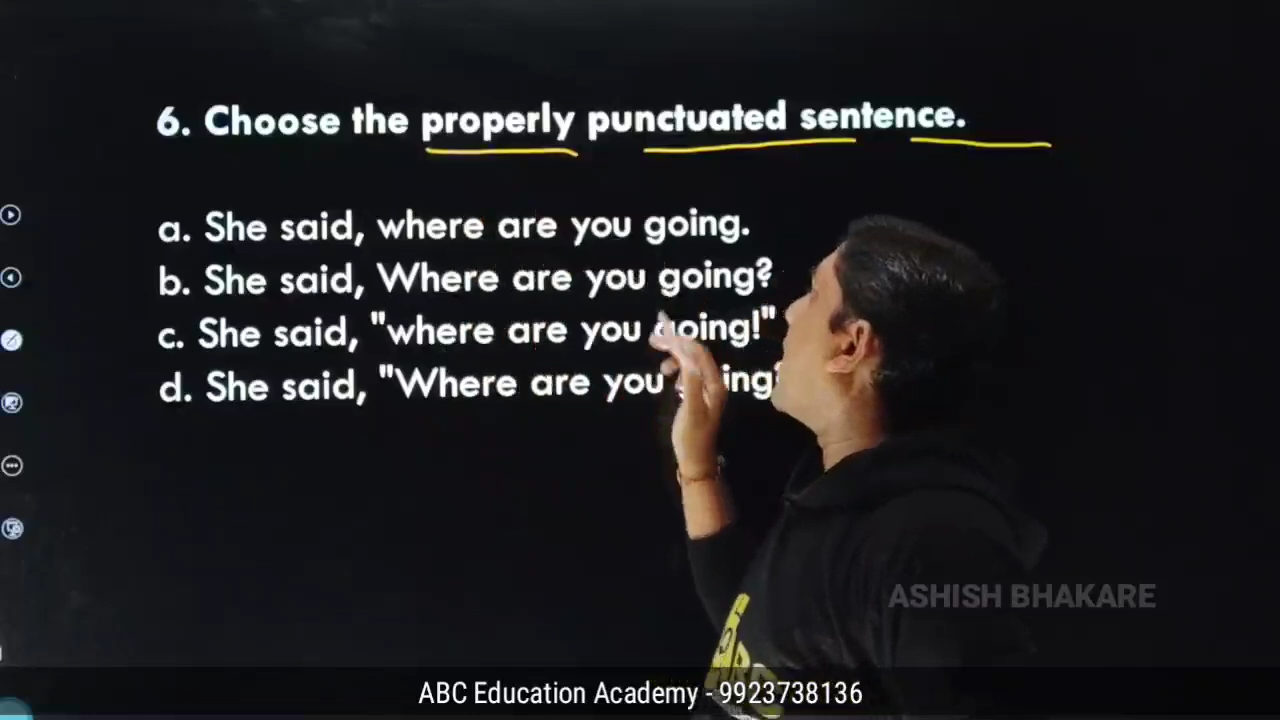 6. Choose the properly punctuated sentence.
a. She said, where are you going.
b. She said, Where are you going?
c. She said, "where are you going!"
d. She said, "Where are you
ASHISH BHAKARE
ABC Education Academy - 9923738136